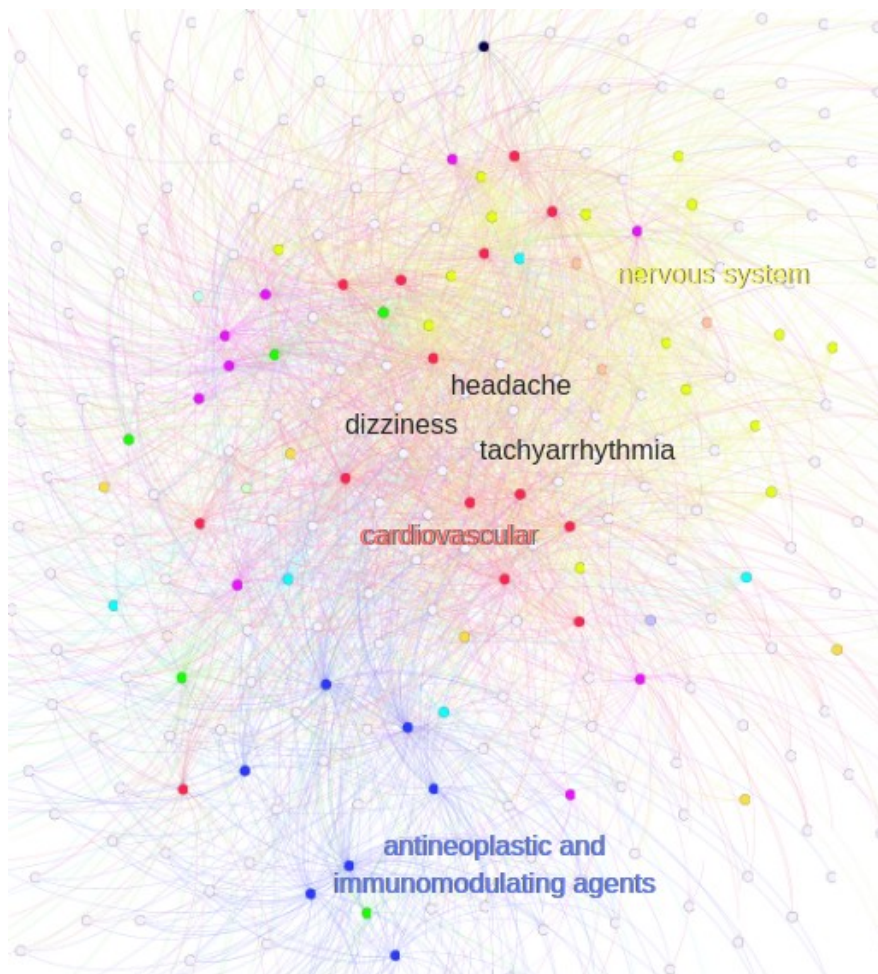 nervous system
headache
dizziness
tachyarrhythmia
cardiovascular
antineoplastic and
immunomodulating agents